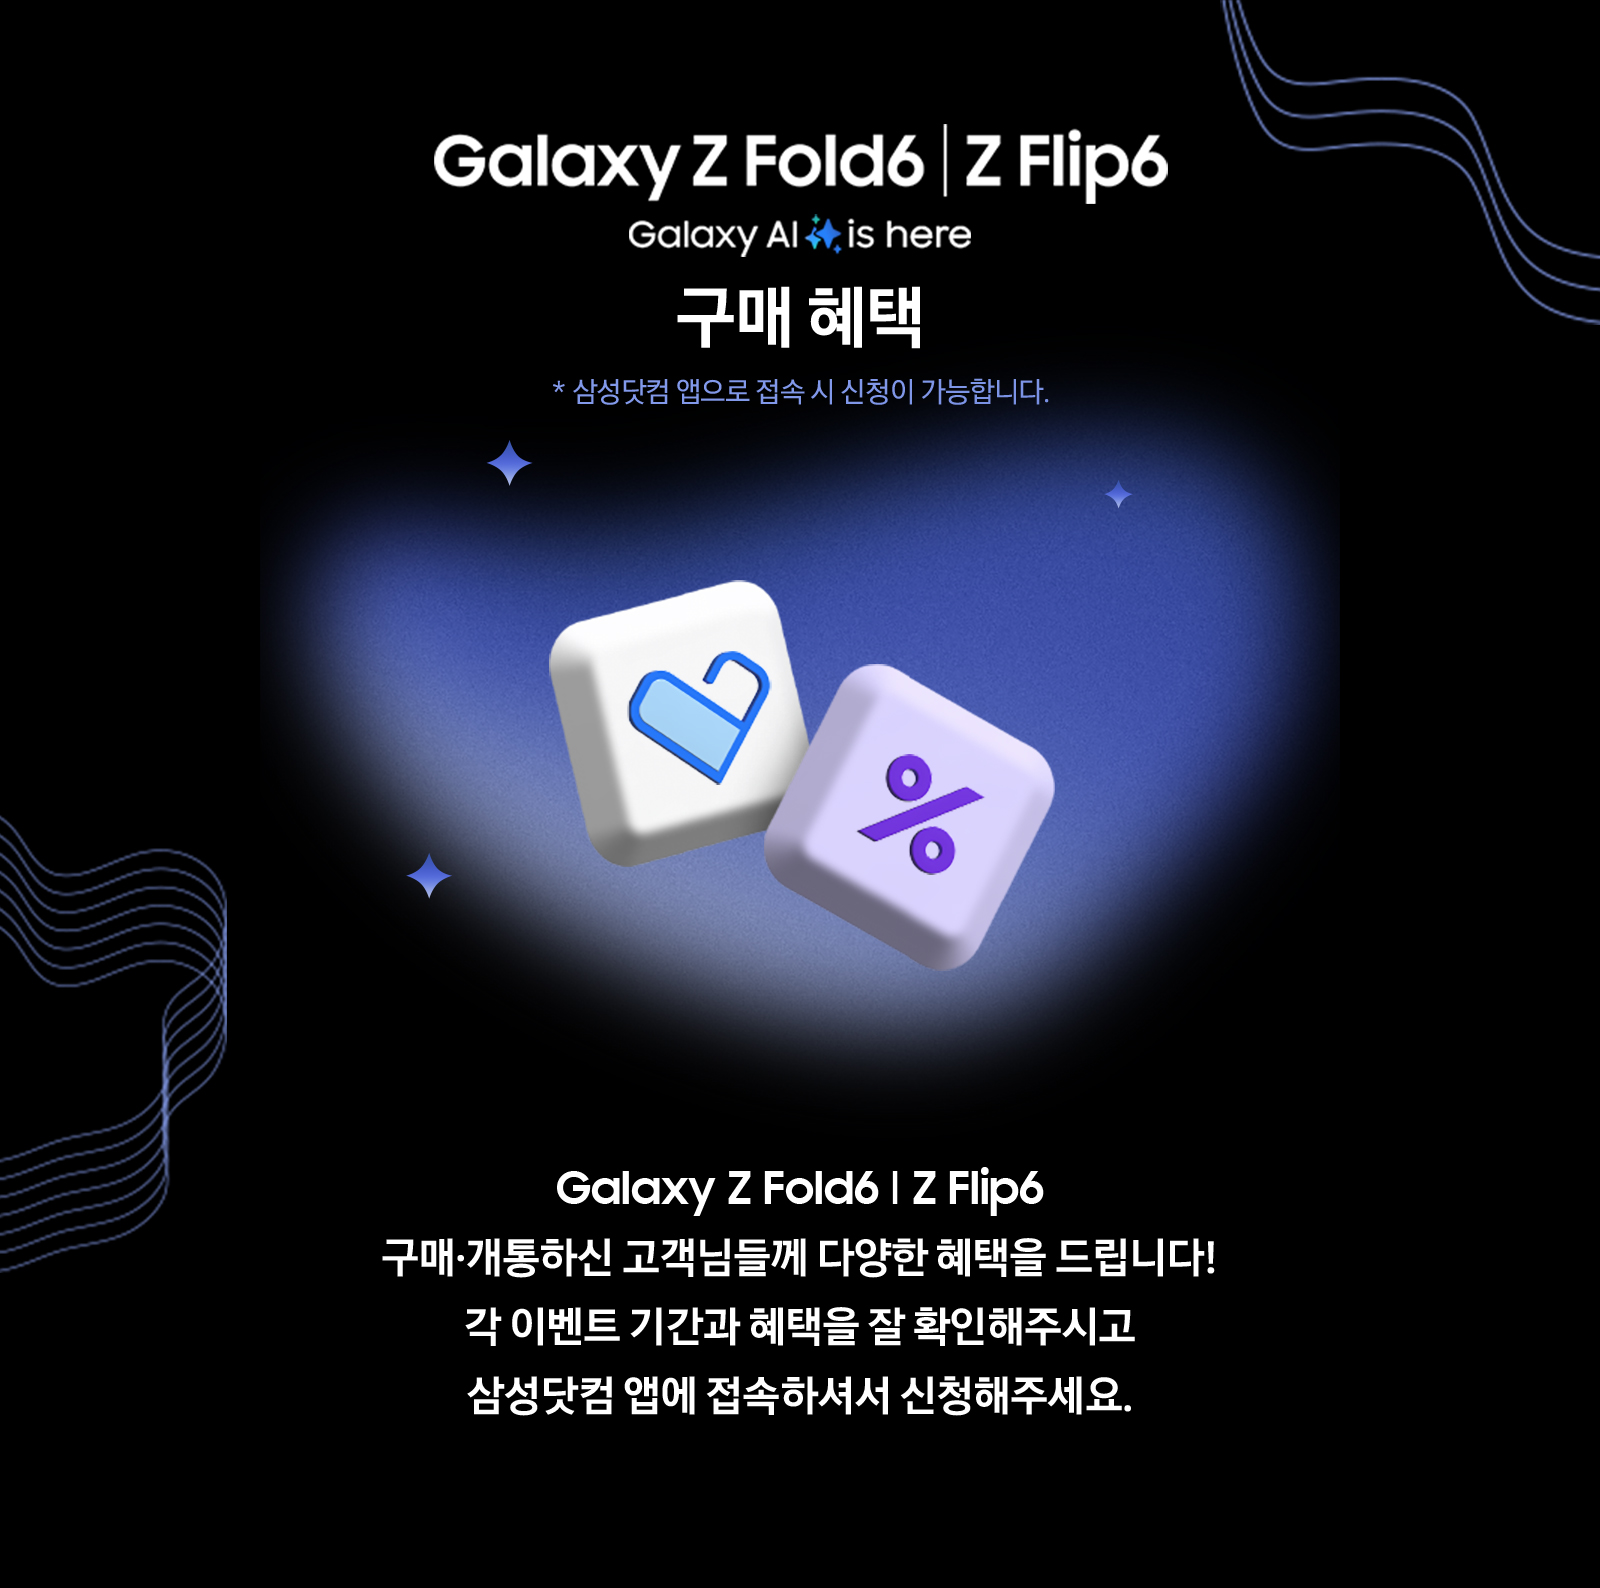 Galaxy Z Fold6 | Z Flip6
Galaxy AI is here
구매 혜택
* 삼성닷컴 앱으로 접속 시 신청이 가능합니다.
%
Galaxy Z Fold6 | Z Flip6
구매·개통하신 고객님들께 다양한 혜택을 드립니다!
각 이벤트 기간과 혜택을 잘 확인해주시고
삼성닷컴 앱에 접속하셔서 신청해주세요.